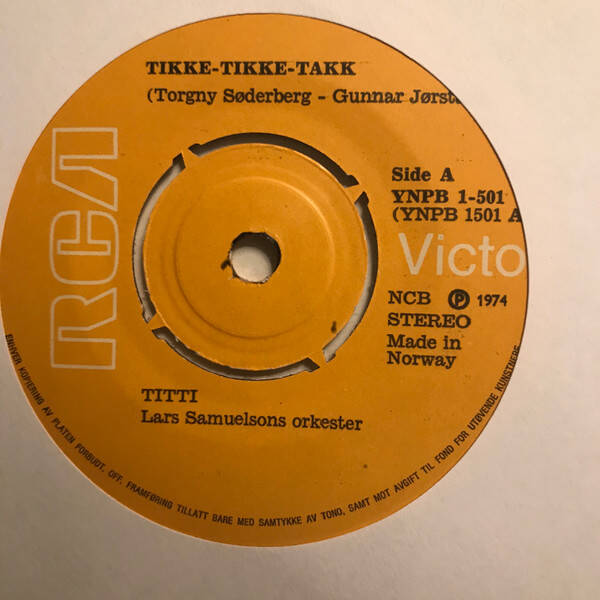 TIKKE-TIKKE-TAKK
(Torgny Søderberg - Gunnar Jørst
RCA
Side A
YNPB 1-501
(YNPB 1501 A
Victo
NCB Ⓟ 1974
STEREO
Made in
Norway
TITTI
Lars Samuelsons orkester
ENHVER KOPIERING AV PLATEN FORBUDT. OFF. FRAMFØRING TILLATT BARE MED SAMTYKKE AV TONO, SAMT MOT AVGIFT TIL FOND FOR UTØVENDE KUNSTNERE